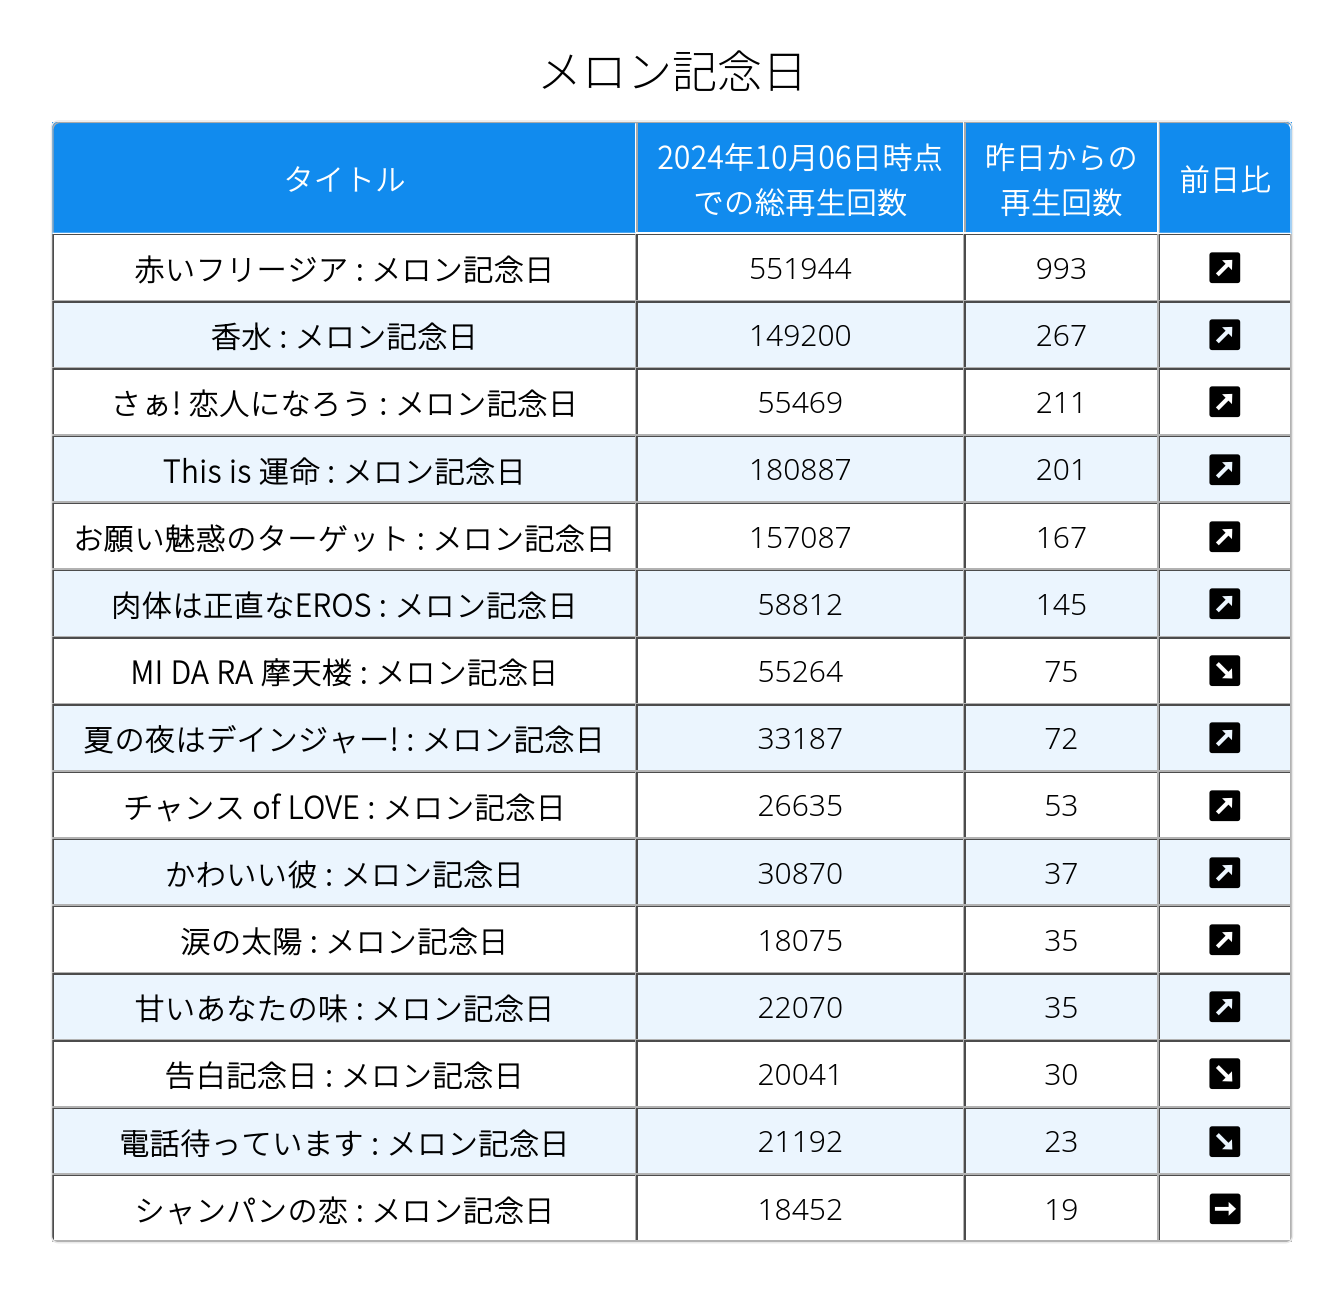 メロン記念日
タイトル 2024年10月06日時点 昨日からの 前日比
での総再生回数 再生回数
赤いフリージア : メロン記念日 551944 993
香水 : メロン記念日 149200 267
さぁ! 恋人になろう : メロン記念日 55469 211
This is 運命 : メロン記念日 180887 201
お願い魅惑のターゲット : メロン記念日 157087 167
肉体は正直なEROS : メロン記念日 58812 145
MI DA RA 摩天楼 : メロン記念日 55264 75
夏の夜はデインジャー! : メロン記念日 33187 72
チャンス of LOVE : メロン記念日 26635 53
かわいい彼 : メロン記念日 30870 37
涙の太陽 : メロン記念日 18075 35
甘いあなたの味 : メロン記念日 22070 35
告白記念日 : メロン記念日 20041 30
電話待っています : メロン記念日 21192 23
シャンパンの恋 : メロン記念日 18452 19